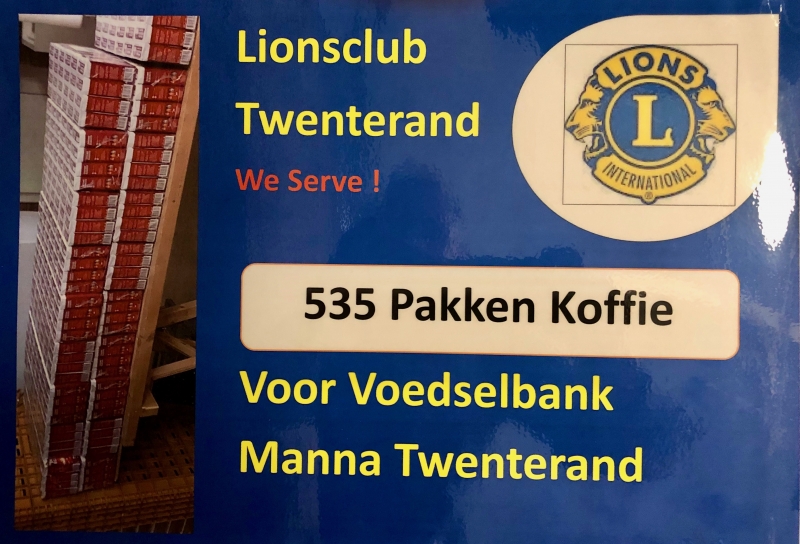 Lionsclub
Twenterand
We Serve !
LIONS
L
INTERNATIONAL
®
535 Pakken Koffie
Voor Voedselbank
Manna Twenterand